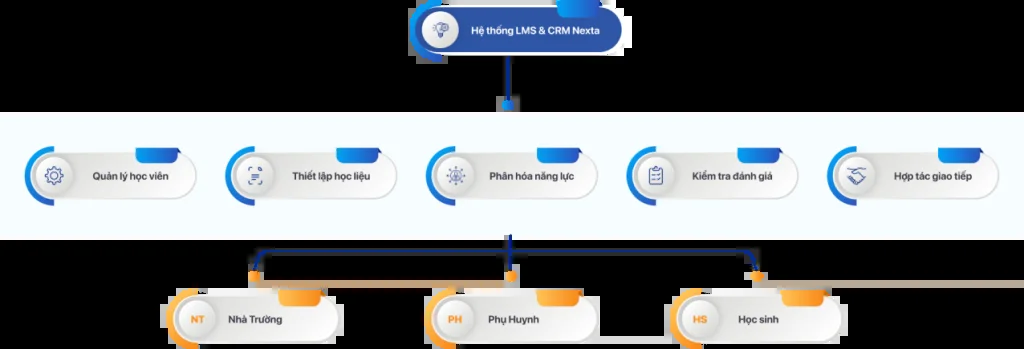 Hệ thống LMS & CRM Nexta
Quản lý học viên
Thiết lập học liệu
Phân hóa năng lực
Kiểm tra đánh giá
Hợp tác giao tiếp
NT Nhà Trường
PH Phụ Huynh
HS Học sinh